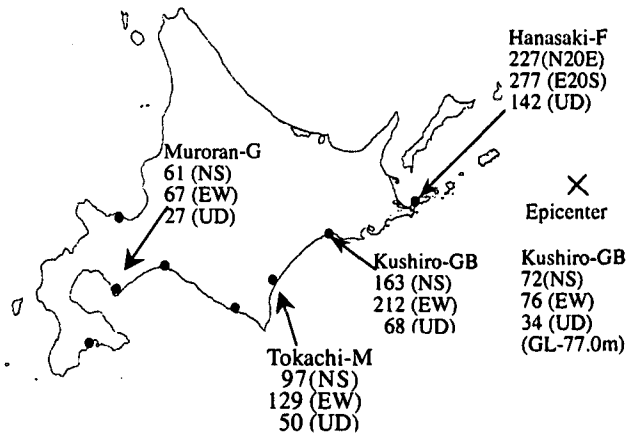 Hanasaki-F
227(N20E)
277 (E20S)
142 (UD)
Muroran-G
61 (NS)
67 (EW)
27 (UD)
Epicenter
Kushiro-GB
163 (NS)
212 (EW)
68 (UD)
Kushiro-GB
72(NS)
76 (EW)
34 (UD)
(GL-77.0m)
Tokachi-M
97(NS)
129 (EW)
50 (UD)